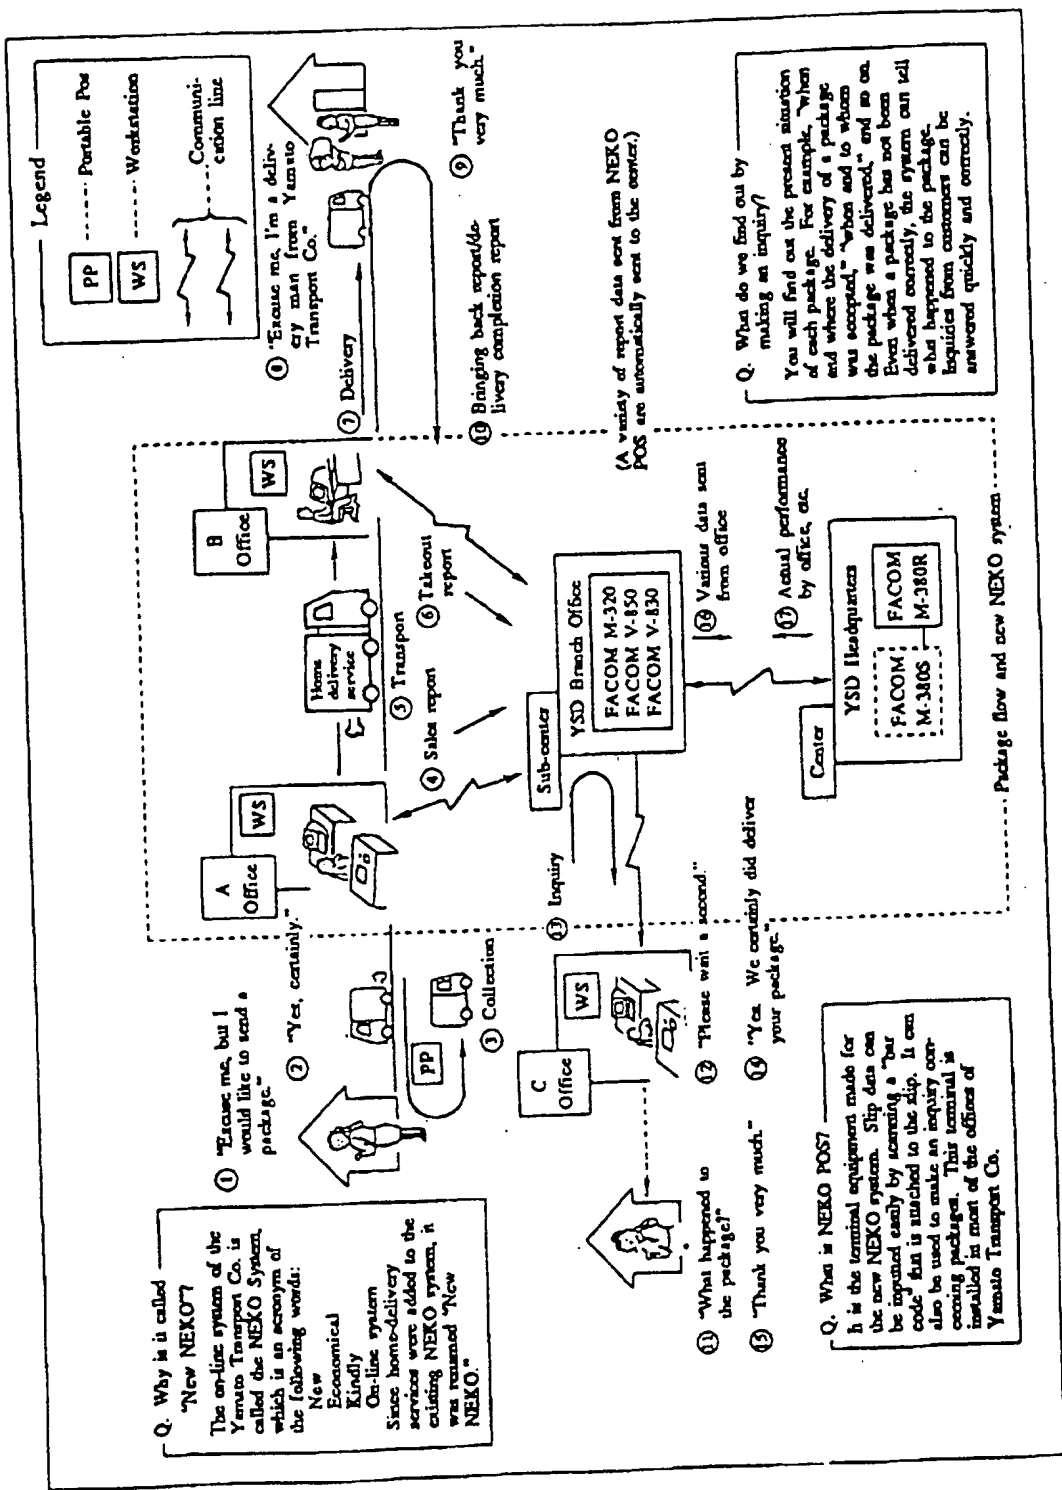 Q. Why is it called
"New NEKO"?
The on-line system of the
Yamato Transport Co. is
called the NEKO System,
which is an acronym of
the following words:
New
Economical
Kindly
On-line system
Since home-delivery
services were added to the
existing NEKO system, it
was renamed "New
NEKO."
① "Excuse me, but I
would like to send a
package."
② "Yes, certainly."
PP
③ Collection
A
Office
WS
④ Sales report
Home
delivery
service
⑤ Transport
⑥ Takeout
report
B
Office
WS
⑦ Delivery
⑧ "Excuse me, I'm a deliv-
ery man from Yamato
Transport Co."
⑨ "Thank you
very much."
⑩ Bringing back report/de-
livery completion report
Legend
PP Portable Pos
WS Workstation
Communi-
cation line
⑪ "What happened to
the package?"
C
Office
WS
⑫ "Please wait a second."
⑬ Inquiry
⑭ "Yes. We certainly did deliver
your package."
⑮ "Thank you very much."
Sub-center
YSD Branch Office
FACOM M-320
FACOM V-850
FACOM V-830
(A variety of report data sent from NEKO
POS are automatically sent to the center.)
⑯ Various data sent
from office
⑰ Actual performance
by office, etc.
Center
YSD Headquarters
FACOM
M-380S
FACOM
M-380R
Package flow and new NEKO system
Q. What is NEKO POS?
It is the terminal equipment made for
the new NEKO system. Slip data can
be inputted easily by scanning a "bar
code" that is attached to the slip. It can
also be used to make an inquiry con-
cerning packages. This terminal is
installed in most of the offices of
Yamato Transport Co.
Q. What do we find out by
making an inquiry?
You will find out the present situation
of each package. For example, "when
and where the delivery of a package
was accepted," "when and to whom
the package was delivered," and so on.
Even when a package has not been
delivered correctly, the system can tell
what happened to the package.
Inquiries from customers can be
answered quickly and correctly.